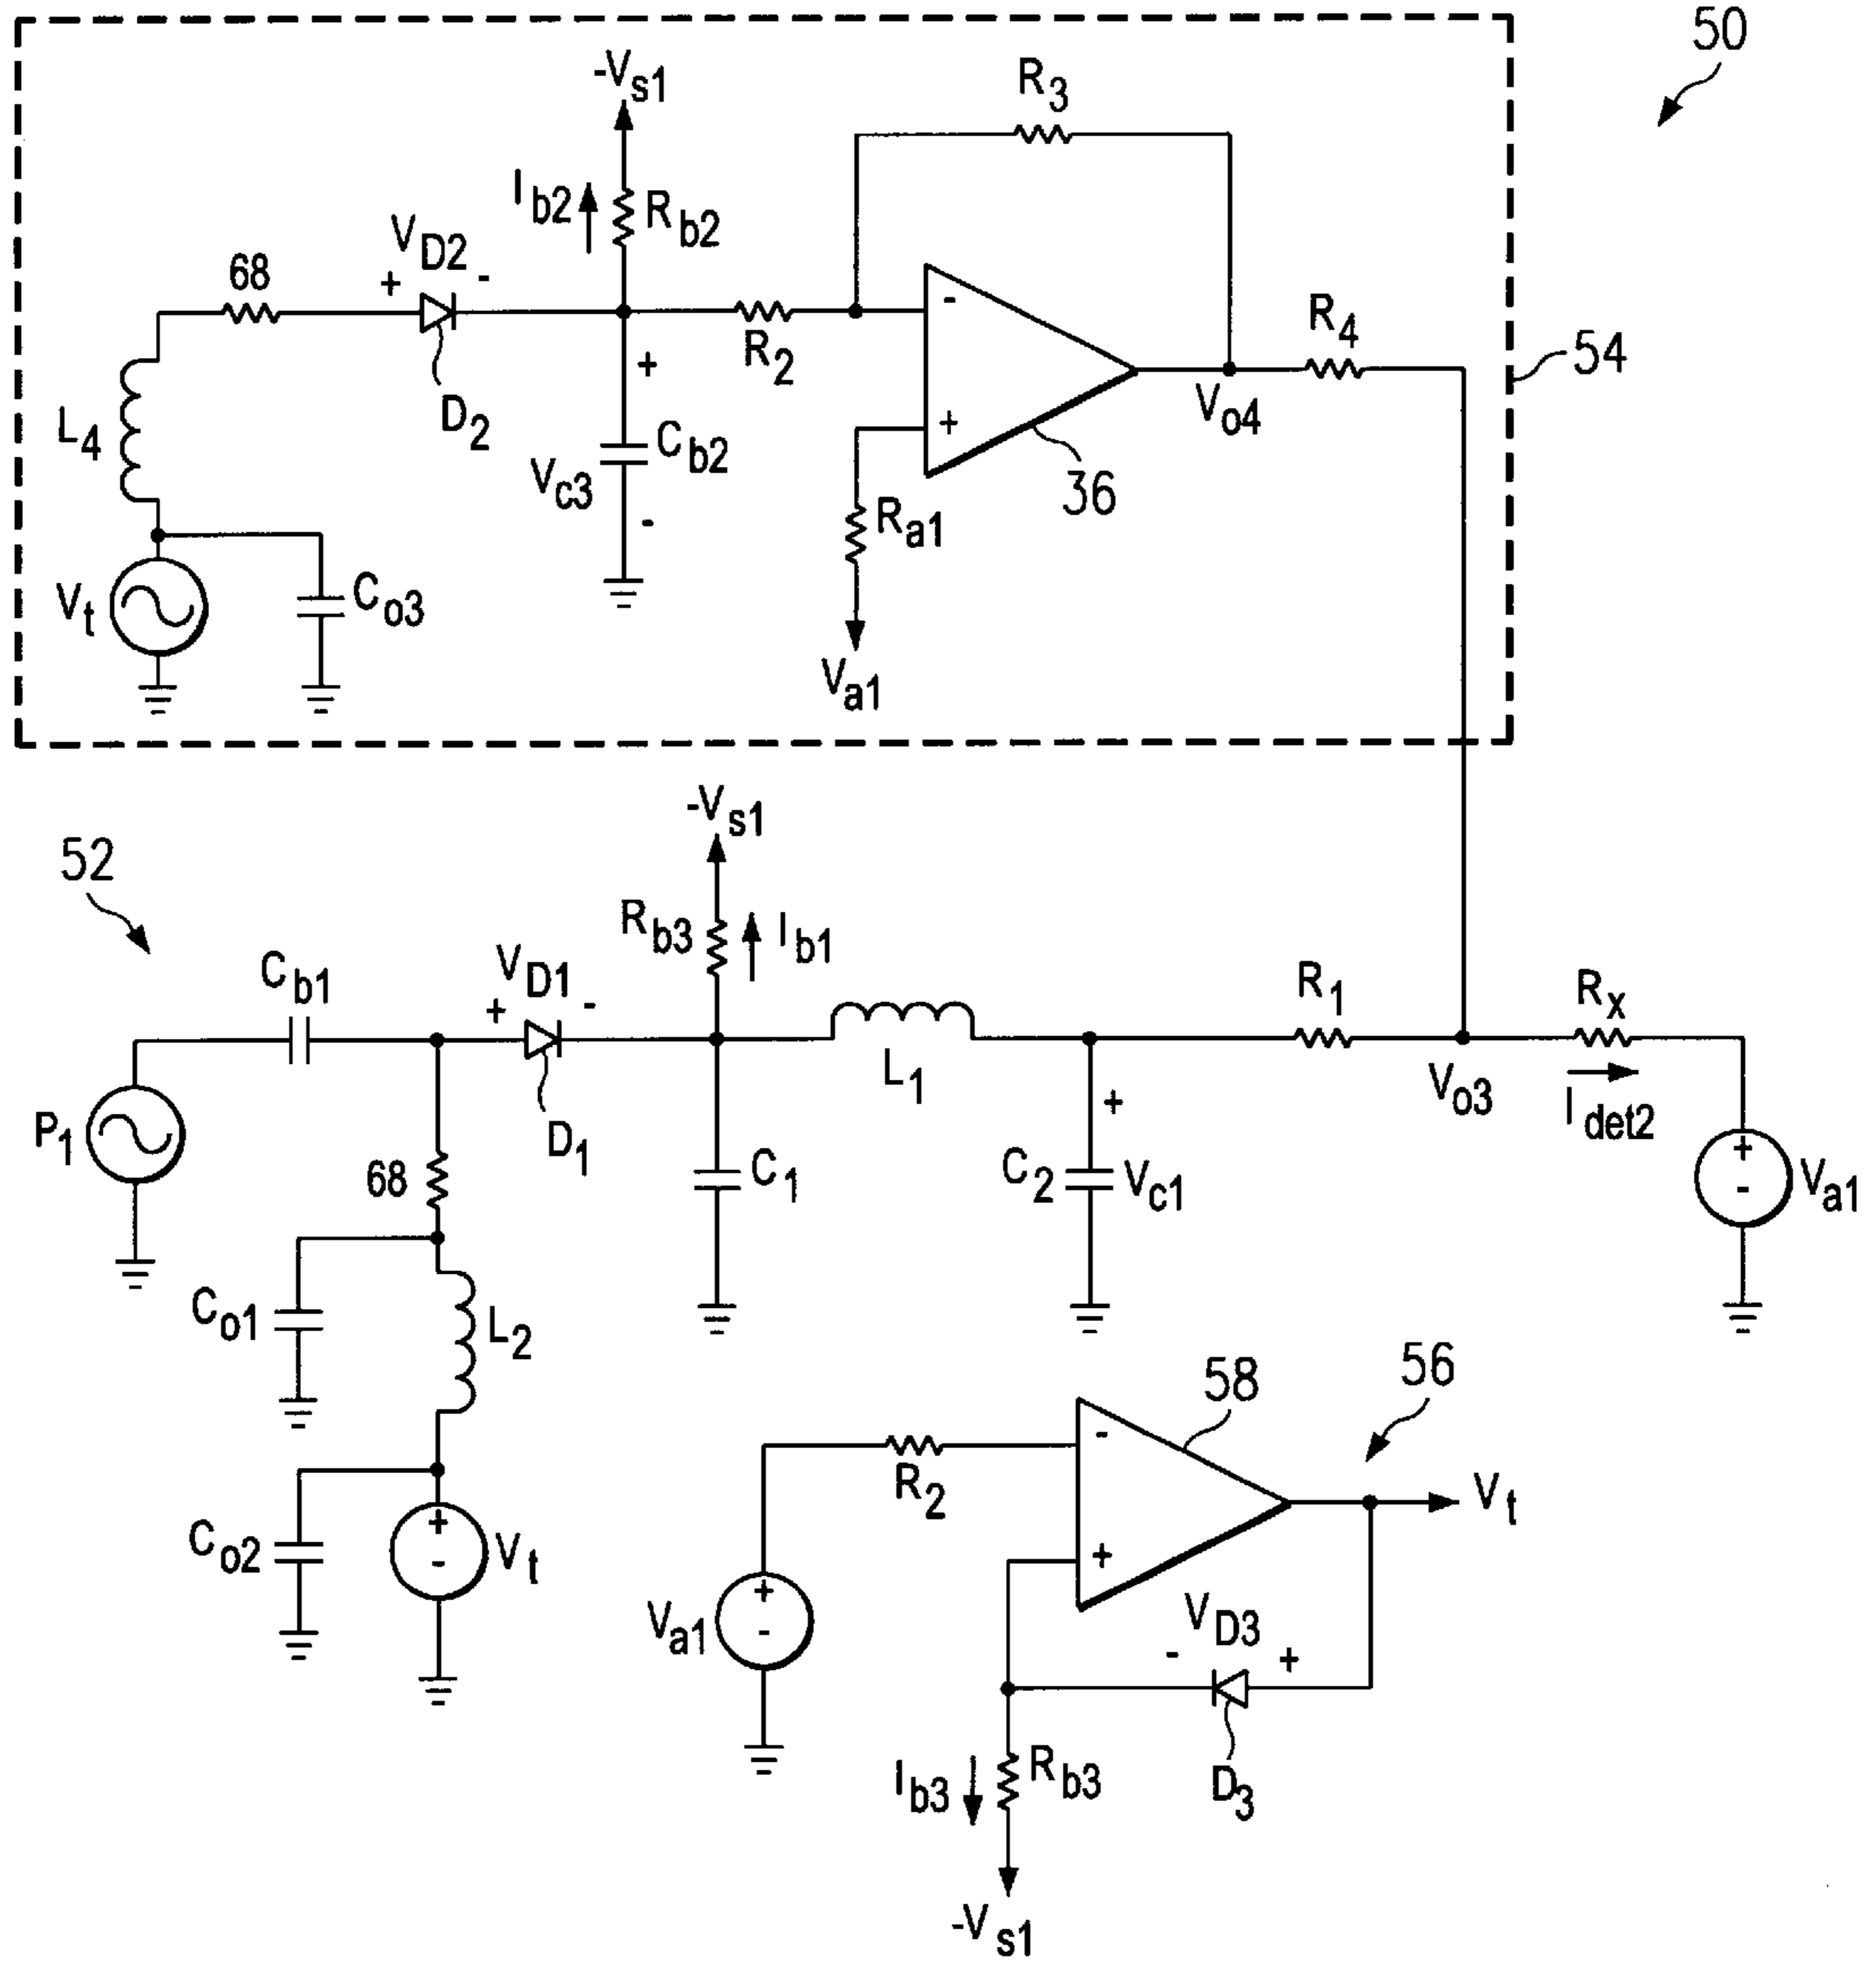 50
-Vs1
R3
Ib2
Rb2
VD2
+ -
68
D2
R2
-
+
36
Vo4
R4
54
L4
+
Vc3
-
Cb2
Ra1
Va1
Vt
Co3
-Vs1
52
Rb3
Ib1
Cb1
VD1
+ -
D1
L1
R1
Vo3
Rx
Idet2
P1
68
C1
+
C2
Vc1
+
-
Va1
Co1
L2
58
56
-
+
R2
Vt
Co2
+
-
Vt
Va1
+
-
VD3
- +
D3
Ib3
Rb3
-Vs1